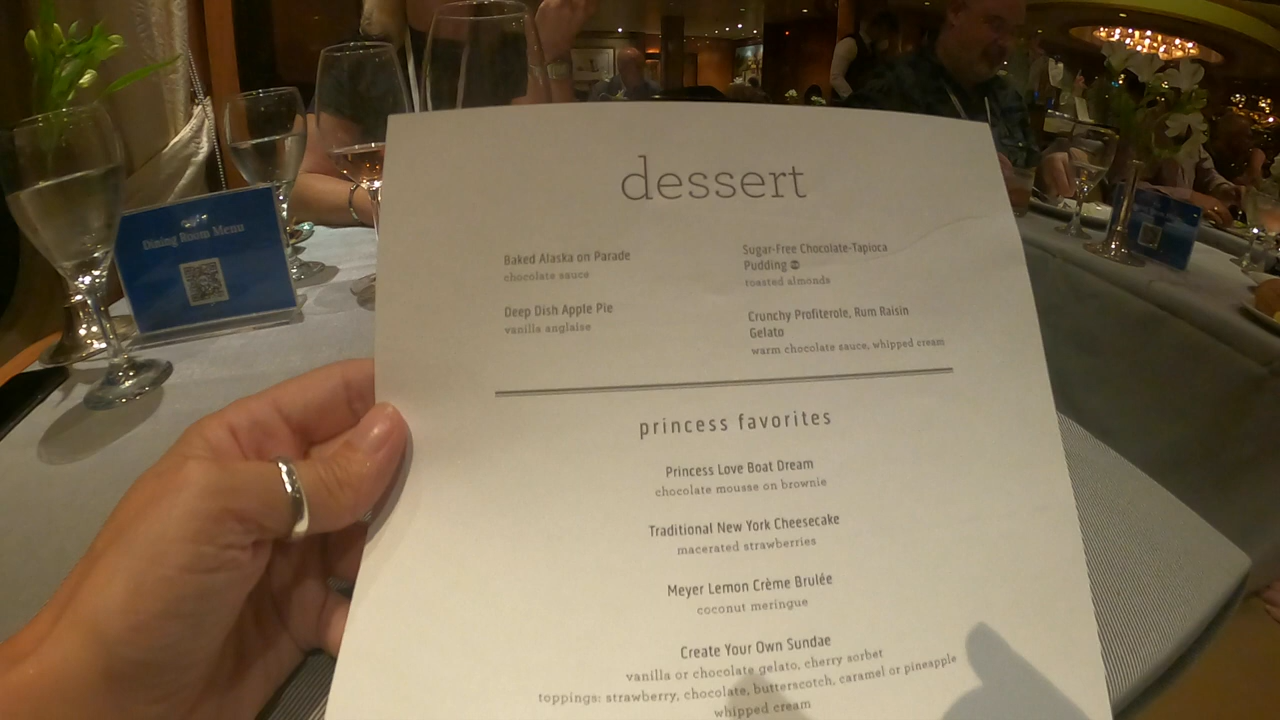 Dining Room Menu
dessert
Baked Alaska on Parade
chocolate sauce
Deep Dish Apple Pie
vanilla anglaise
Sugar-Free Chocolate-Tapioca
Pudding
toasted almonds
Crunchy Profiterole, Rum Raisin
Gelato
warm chocolate sauce, whipped cream
princess favorites
Princess Love Boat Dream
chocolate mousse on brownie
Traditional New York Cheesecake
macerated strawberries
Meyer Lemon Crème Brulée
coconut meringue
Create Your Own Sundae
vanilla or chocolate gelato, cherry sorbet
toppings: strawberry, chocolate, butterscotch, caramel or pineapple
whipped cream